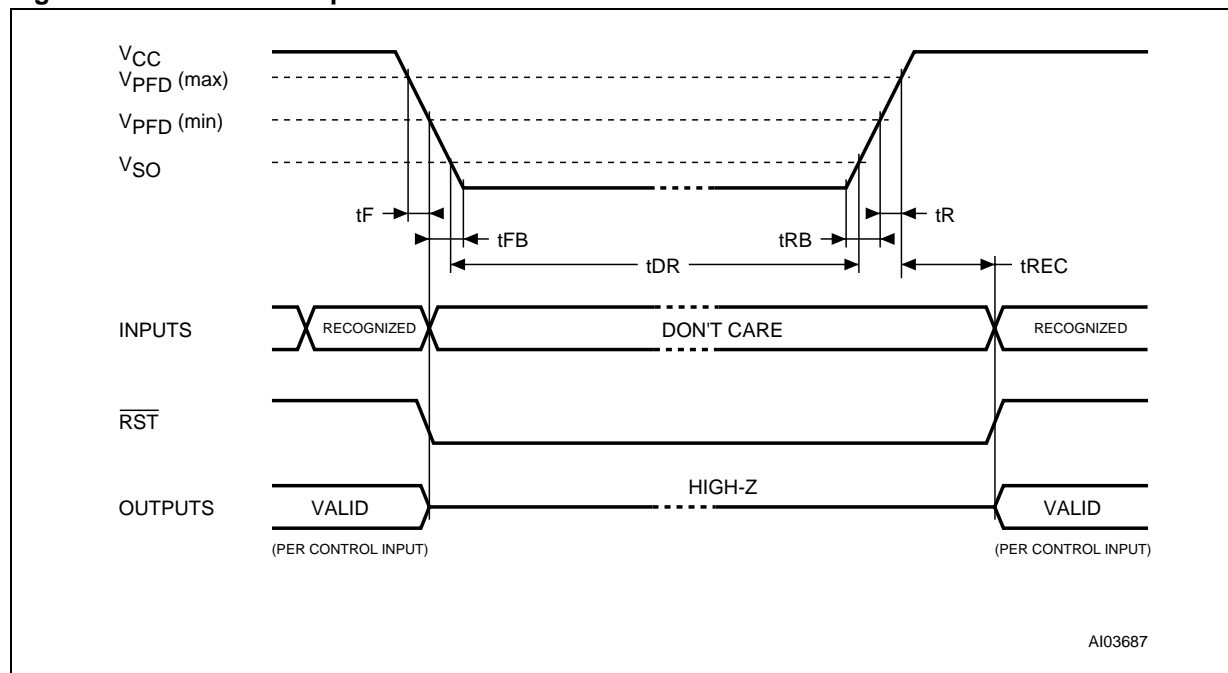 VCC
VPFD (max)
VPFD (min)
VSO
tF
tFB
tRB
tR
tDR
tREC
INPUTS
RECOGNIZED
DON'T CARE
RECOGNIZED
RST
HIGH-Z
OUTPUTS
VALID
VALID
(PER CONTROL INPUT)
(PER CONTROL INPUT)
AI03687